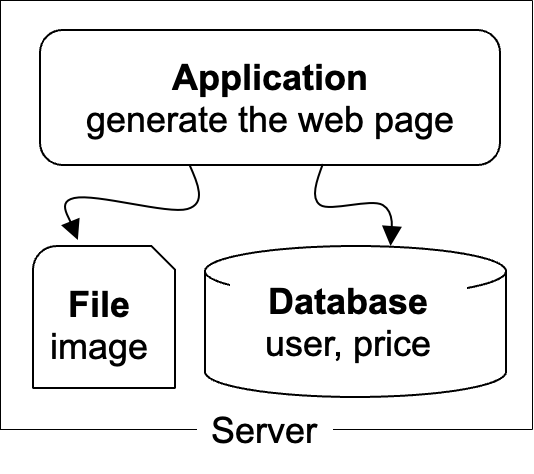 Application
generate the web page
File
image
Database
user, price
Server